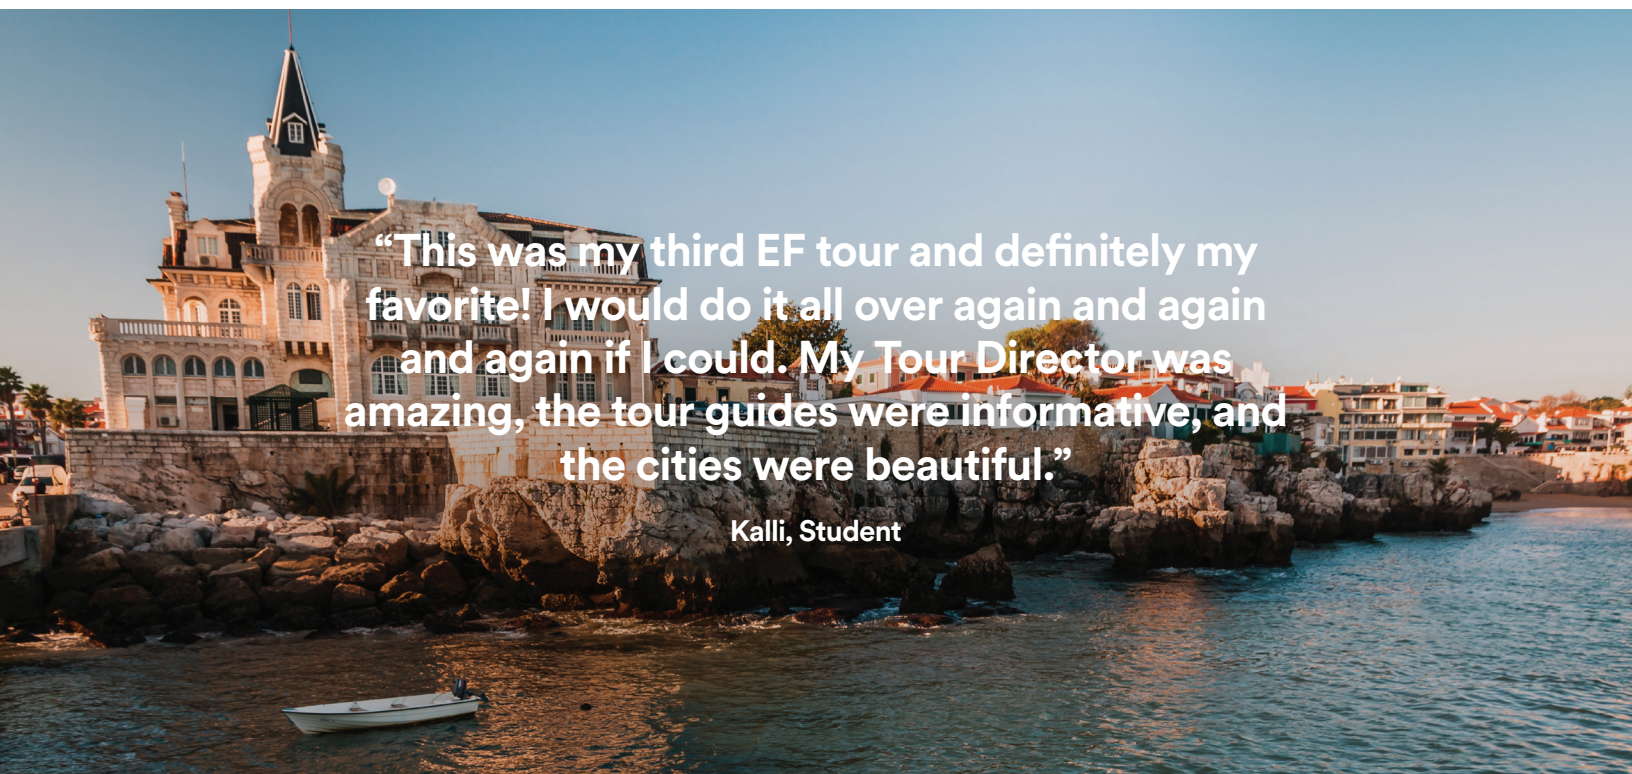 “This was my third EF tour and definitely my
favorite! I would do it all over again and again
and again if I could. My Tour Director was
amazing, the tour guides were informative, and
the cities were beautiful.”
Kalli, Student